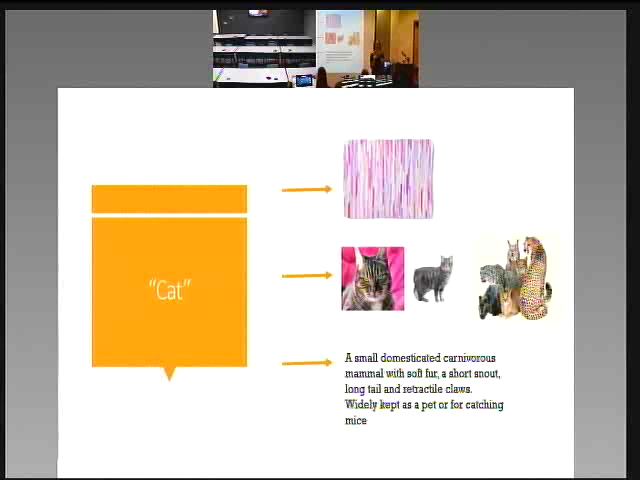 “Cat”
A small domesticated carnivorous
mammal with soft fur, a short snout,
long tail and retractile claws.
Widely kept as a pet or for catching
mice